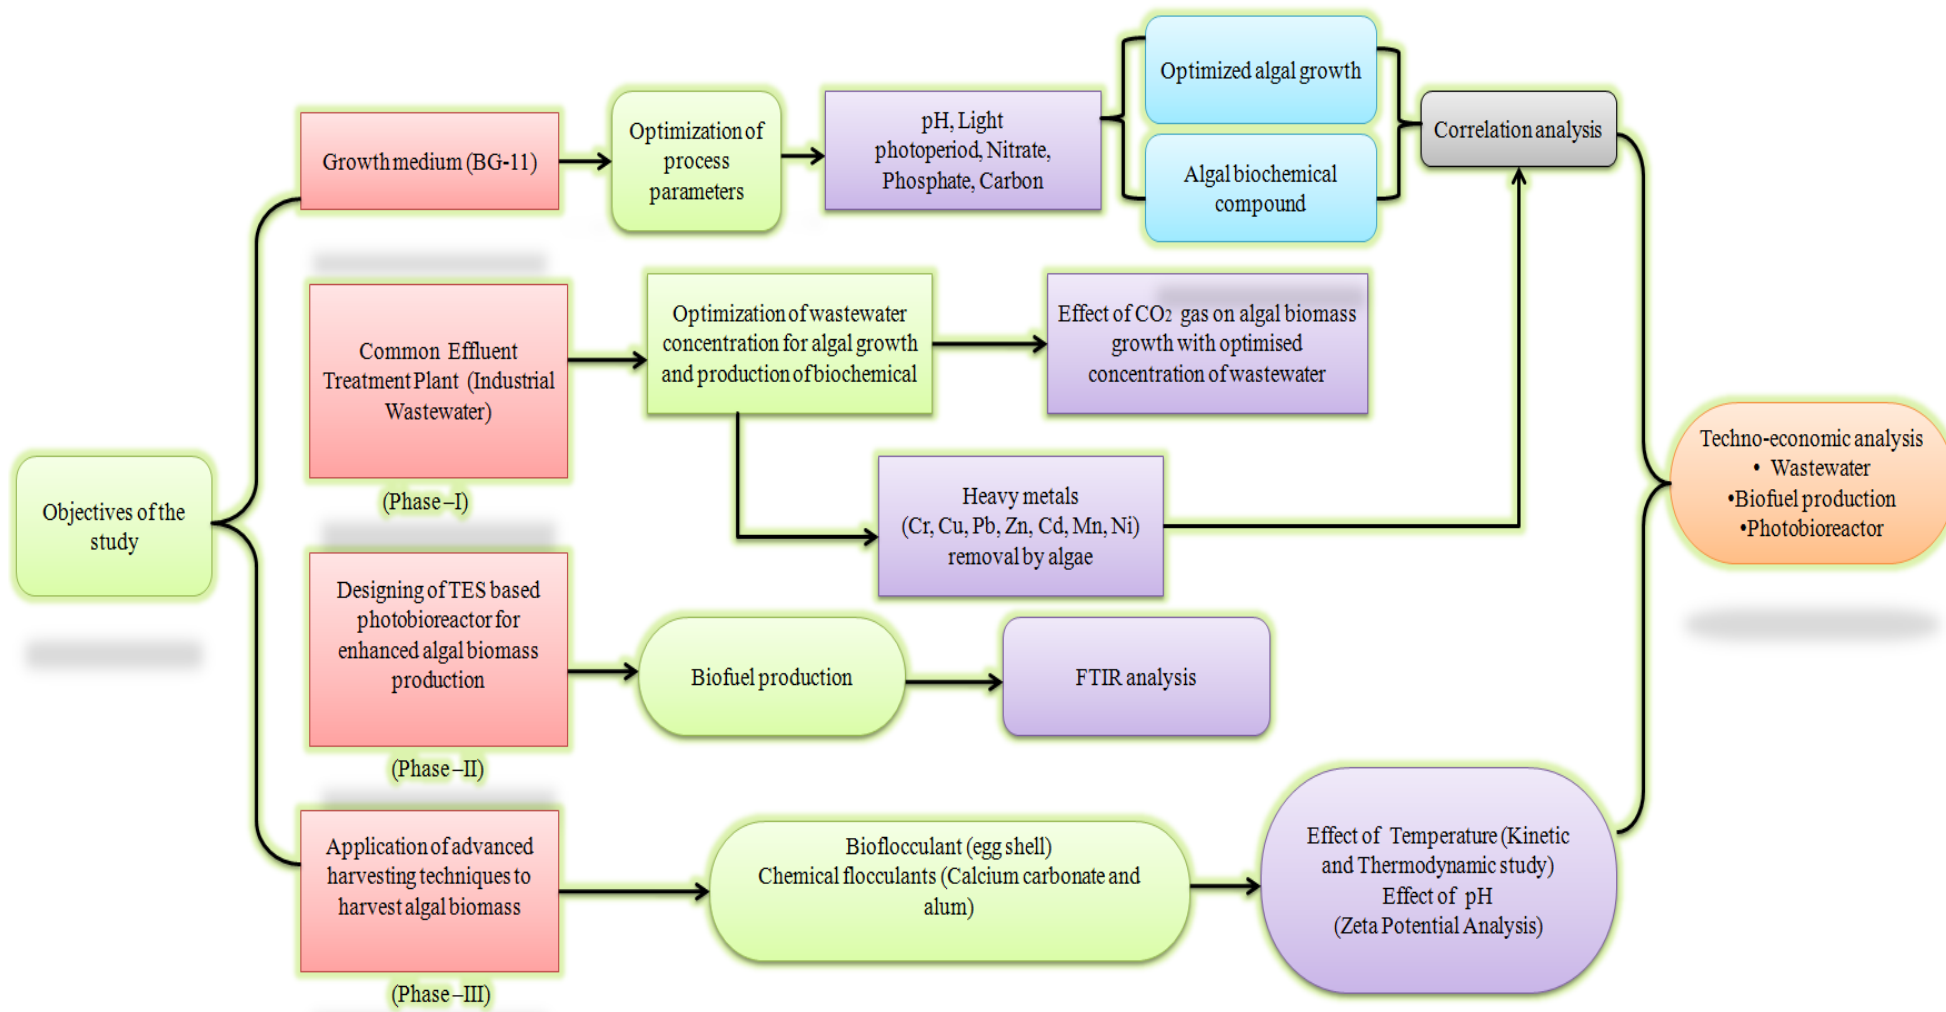 Objectives of the
study
Growth medium (BG-11)
Optimization of
process
parameters
pH, Light
photoperiod, Nitrate,
Phosphate, Carbon
Optimized algal growth
Algal biochemical
compound
Correlation analysis
Common Effluent
Treatment Plant (Industrial
Wastewater)
(Phase –I)
Optimization of wastewater
concentration for algal growth
and production of biochemical
Effect of CO2 gas on algal biomass
growth with optimised
concentration of wastewater
Heavy metals
(Cr, Cu, Pb, Zn, Cd, Mn, Ni)
removal by algae
Designing of TES based
photobioreactor for
enhanced algal biomass
production
(Phase –II)
Biofuel production
FTIR analysis
Application of advanced
harvesting techniques to
harvest algal biomass
(Phase –III)
Bioflocculant (egg shell)
Chemical flocculants (Calcium carbonate and
alum)
Effect of Temperature (Kinetic
and Thermodynamic study)
Effect of pH
(Zeta Potential Analysis)
Techno-economic analysis
• Wastewater
•Biofuel production
•Photobioreactor